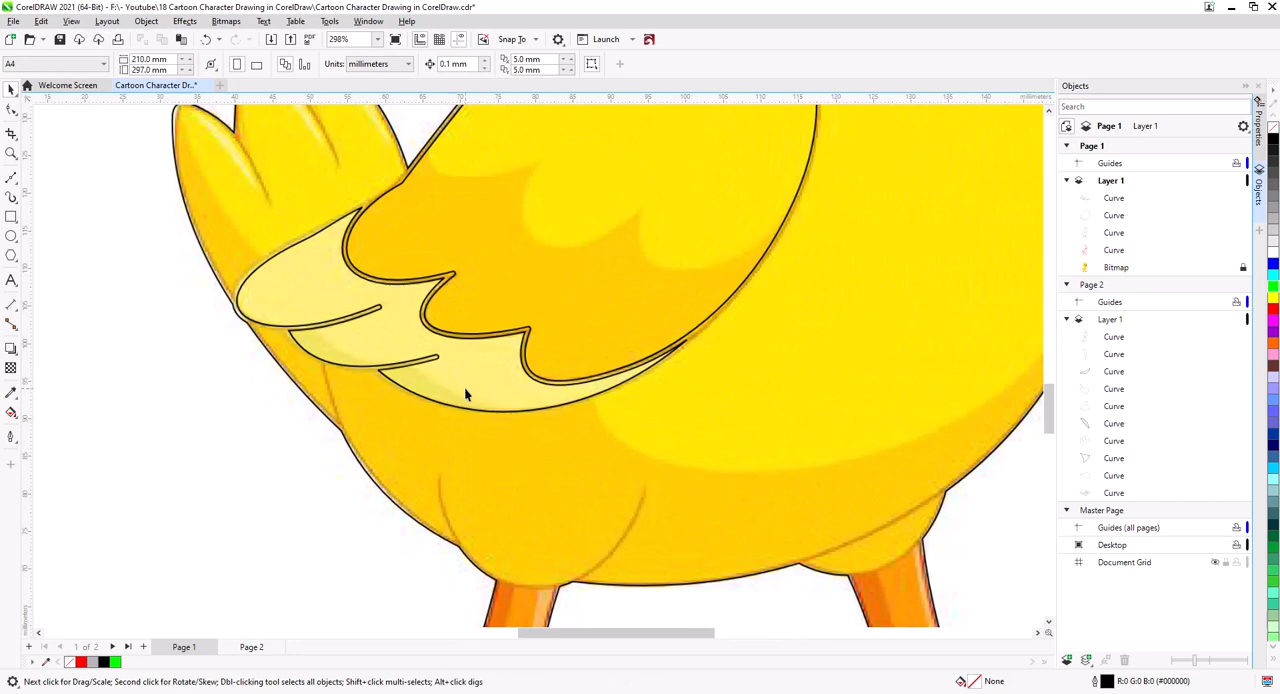 CorelDRAW 2021 (64-Bit) - F:\- Youtube\18 Cartoon Character Drawing in CorelDraw\Cartoon Character Drawing in CorelDraw.cdr*
File Edit View Layout Object Effects Bitmaps Text Table Tools Window Help
298% Snap To Launch
A4 210.0 mm 297.0 mm Units: millimeters 0.1 mm 5.0 mm 5.0 mm
Welcome Screen Cartoon Character Dr...*
Objects
Search
Page 1 Layer 1
Page 1
Guides
Layer 1
Curve
Curve
Curve
Curve
Bitmap
Page 2
Guides
Layer 1
Curve
Curve
Curve
Curve
Curve
Curve
Curve
Curve
Curve
Curve
Master Page
Guides (all pages)
Desktop
Document Grid
Properties
Objects
millimeters
1 of 2 Page 1 Page 2
Next click for Drag/Scale; Second click for Rotate/Skew; Dbl-clicking tool selects all objects; Shift+click multi-selects; Alt+click digs None R:0 G:0 B:0 (#000000)